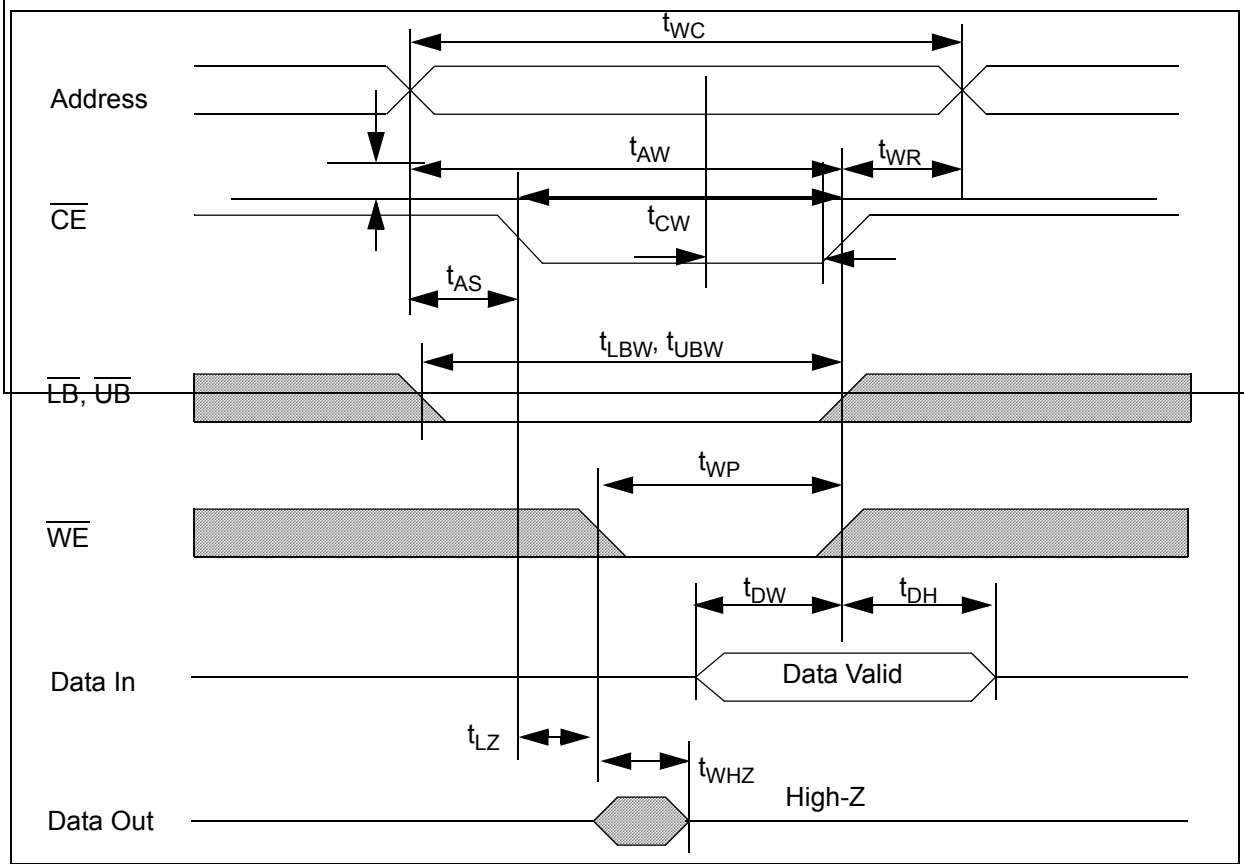 tWC
Address
tAW
tWR
CE
tCW
tAS
tLBW, tUBW
LB, UB
tWP
WE
tDW
tDH
Data In
Data Valid
tLZ
tWHZ
High-Z
Data Out